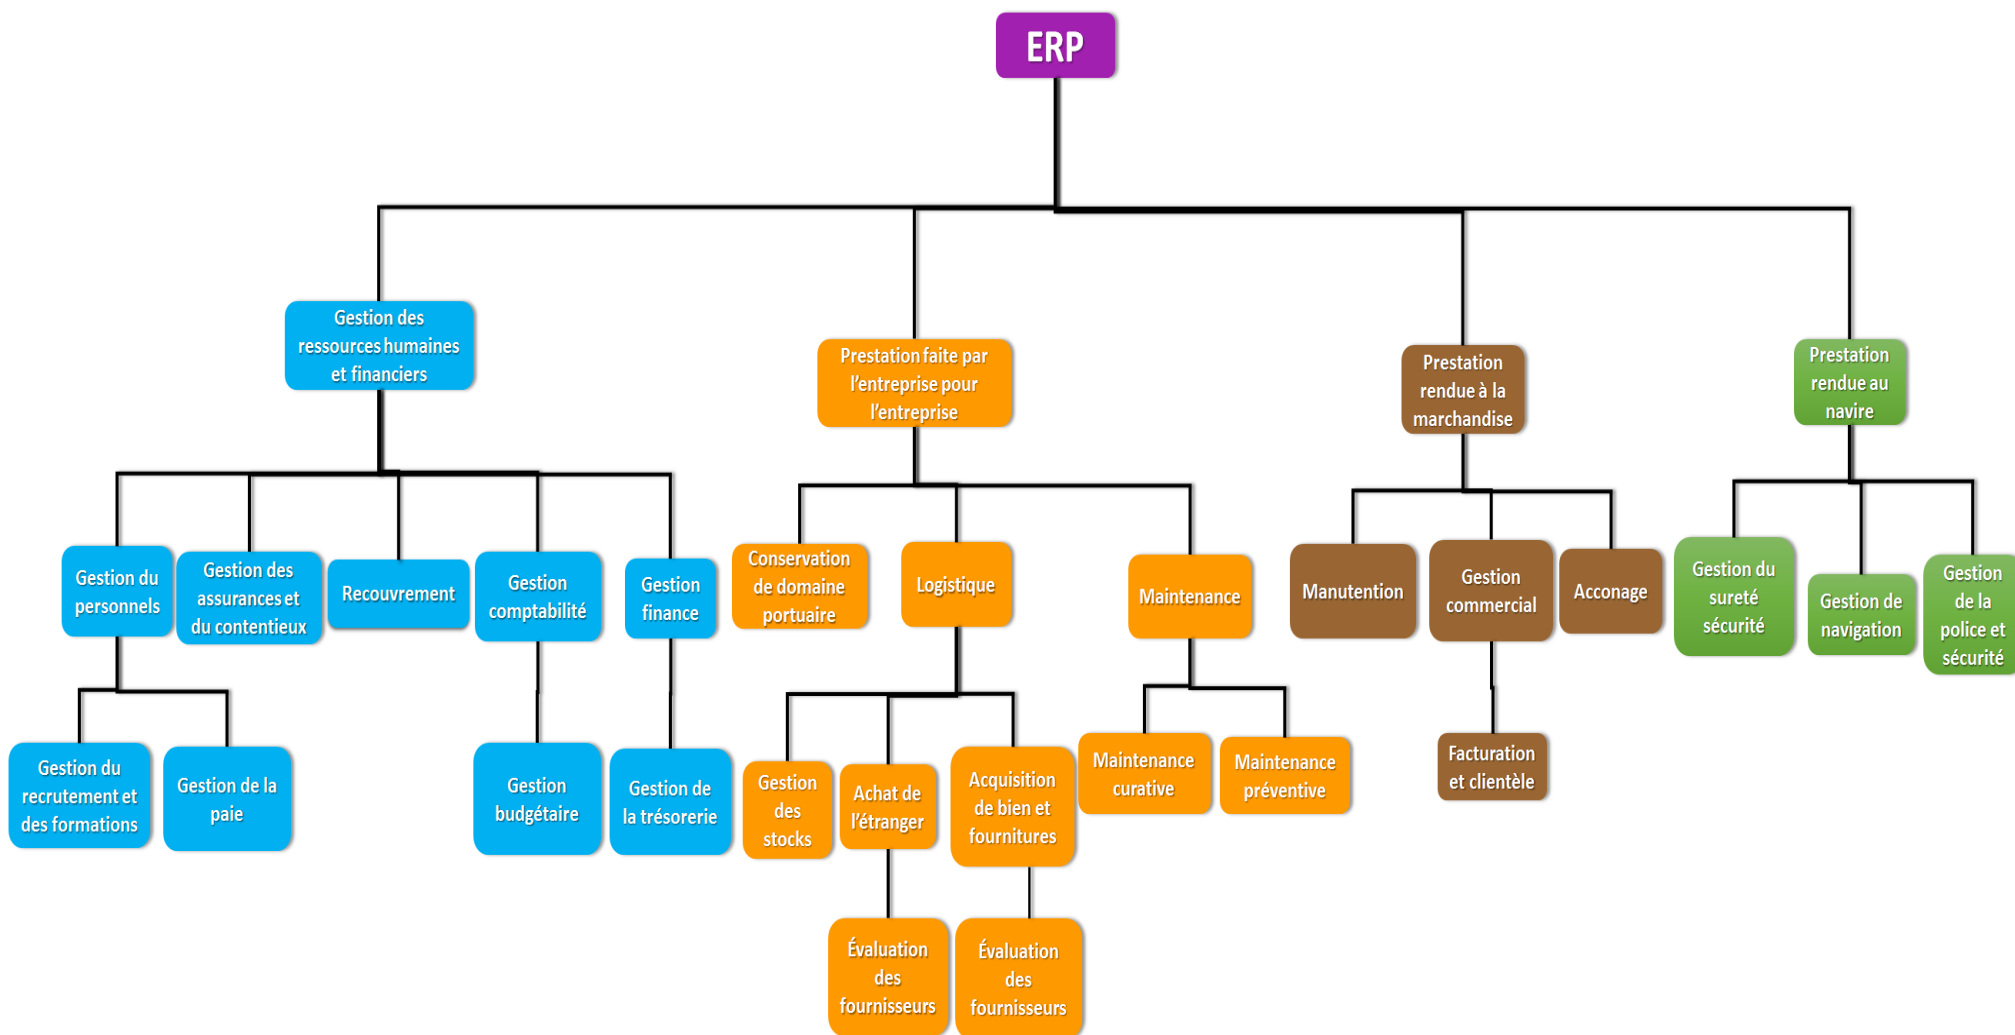 ERP
Gestion des
ressources humaines
et financiers
Prestation faite par
l'entreprise pour
l'entreprise
Prestation
rendue à la
marchandise
Prestation
rendue au
navire
Gestion du
personnels
Gestion des
assurances et
du contentieux
Recouvrement
Gestion
comptabilité
Gestion
finance
Conservation
de domaine
portuaire
Logistique
Maintenance
Manutention
Gestion
commercial
Acconage
Gestion du
sureté
sécurité
Gestion de
navigation
Gestion
de la
police et
sécurité
Gestion du
recrutement et
des formations
Gestion de la
paie
Gestion
budgétaire
Gestion de
la trésorerie
Gestion
des
stocks
Achat de
l'étranger
Acquisition
de bien et
fournitures
Maintenance
curative
Maintenance
préventive
Facturation
et clientèle
Évaluation
des
fournisseurs
Évaluation
des
fournisseurs